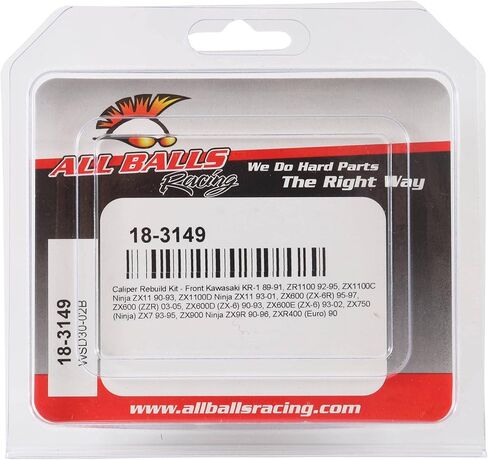 ALL BALLS
Racing
We Do Hard Parts
The Right Way
18-3149
Caliper Rebuild Kit - Front Kawasaki KR-1 89-91, ZR1100 92-95, ZX1100C
Ninja ZX11 90-93, ZX1100D Ninja ZX11 93-01, ZX600 (ZX-6R) 95-97,
ZX600 (ZZR) 03-05, ZX600D (ZX-6) 90-93, ZX600E (ZX-6) 93-02, ZX750
(Ninja) ZX7 93-95, ZX900 Ninja ZX9R 90-96, ZXR400 (Euro) 90
18-3149
WSD30-02B
www.allballsracing.com